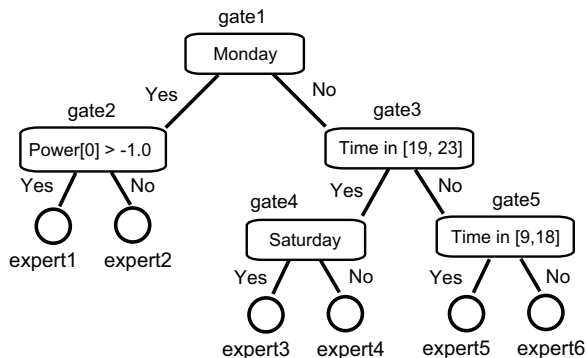 gate1
Monday
Yes
No
gate2
gate3
Power[0] > -1.0
Time in [19, 23]
Yes
No
Yes
No
gate4
gate5
Saturday
Time in [9,18]
expert1
expert2
Yes
No
Yes
No
expert3
expert4
expert5
expert6